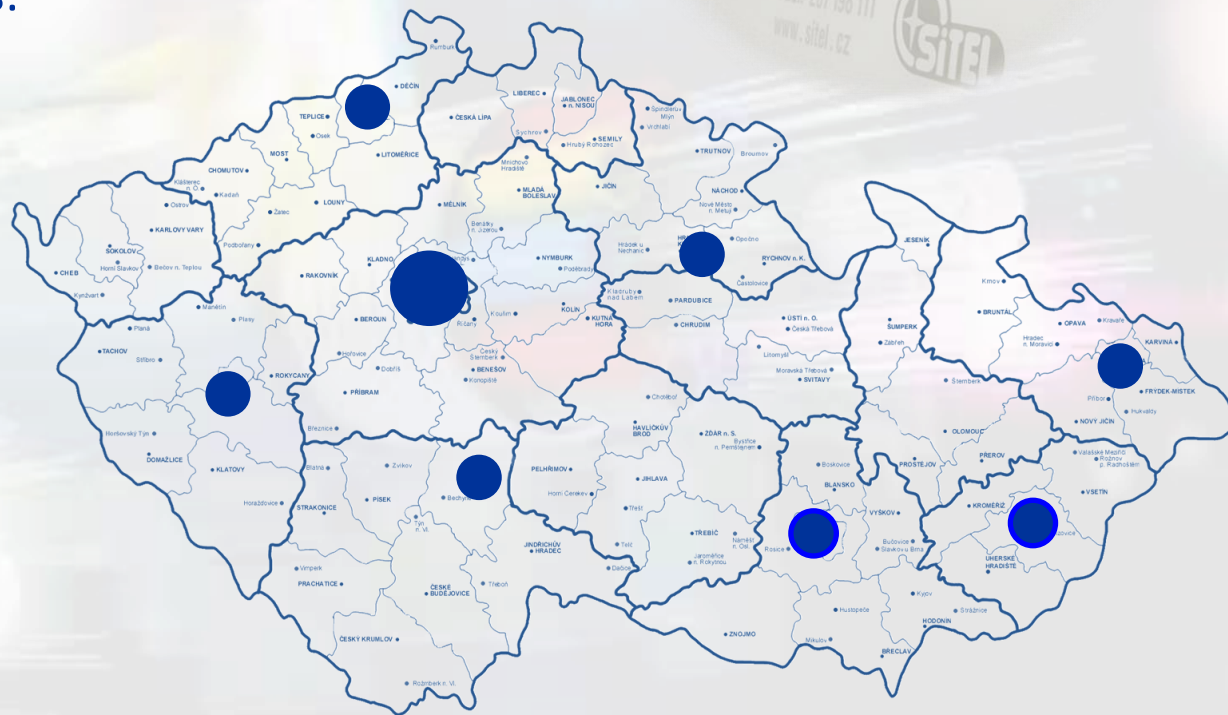 www.sitel.cz
SiTEL
Rumburk
DĚČÍN
LIBEREC
JABLONEC
n. NISOU
TEPLICE
ČESKÁ LÍPA
Špindlerův
Mlýn
Vrchlabí
Osek
Sychrov
SEMILY
Hrubý Rohozec
MOST
LITOMĚŘICE
Mnichovo
Hradiště
TRUTNOV
Broumov
CHOMUTOV
Klášterec
n. O.
Kadaň
MLADÁ
BOLESLAV
JIČÍN
NÁCHOD
Ostrov
LOUNY
MĚLNÍK
Nové Město
n. Metují
Žatec
KARLOVY VARY
Benátky
n. Jizerou
Podbořany
Hrádek u
Nechanic
Opočno
JESENÍK
SOKOLOV
Horní Slavkov
Bečov n. Teplou
KLADNO
NYMBURK
Poděbrady
RYCHNOV n. K.
CHEB
RAKOVNÍK
Častolovice
Krnov
Kynžvart
Kladruby
nad Labem
PARDUBICE
Manětín
KOLÍN
BRUNTÁL
Planá
Plasy
BEROUN
Říčany
Kouřim
KUTNÁ
HORA
CHRUDIM
ÚSTÍ n. O.
Česká Třebová
ŠUMPERK
OPAVA
Kravaře
Zábřeh
Hradec
n. Moravicí
KARVINÁ
TACHOV
Stříbro
Hořovice
Český
Šternberk
Litomyšl
Dobříš
BENEŠOV
Konopiště
Moravská Třebová
SVITAVY
ROKYCANY
Šternberk
PŘÍBRAM
FRÝDEK-MÍSTEK
Příbor
Chotěboř
Hukvaldy
NOVÝ JIČÍN
Březnice
HAVLÍČKŮV
BROD
ŽĎÁR n. S.
Bystřice
n. Pernštejnem
OLOMOUC
Horšovský Týn
Valašské Meziříčí
Rožnov
p. Radhoštěm
DOMAŽLICE
KLATOVY
Blatná
Zvíkov
PELHŘIMOV
Boskovice
PROSTĚJOV
PŘEROV
JIHLAVA
BLANSKO
VSETÍN
Horažďovice
STRAKONICE
PÍSEK
Bechyně
Horní Cerekev
Třešť
VYŠKOV
KROMĚŘÍŽ
Týn
n. Vl.
TŘEBÍČ
Náměšť
n. Osl.
Rosice
Bučovice
Slavkov u Brna
JINDŘICHŮV
HRADEC
Telč
Jaroměřice
n. Rokytnou
UHERSKÉ
HRADIŠTĚ
Vimperk
Dačice
PRACHATICE
ČESKÉ
BUDĚJOVICE
Třeboň
Kyjov
Hustopeče
Strážnice
HODONÍN
ČESKÝ KRUMLOV
ZNOJMO
Mikulov
BŘECLAV
Rožmberk n. Vl.